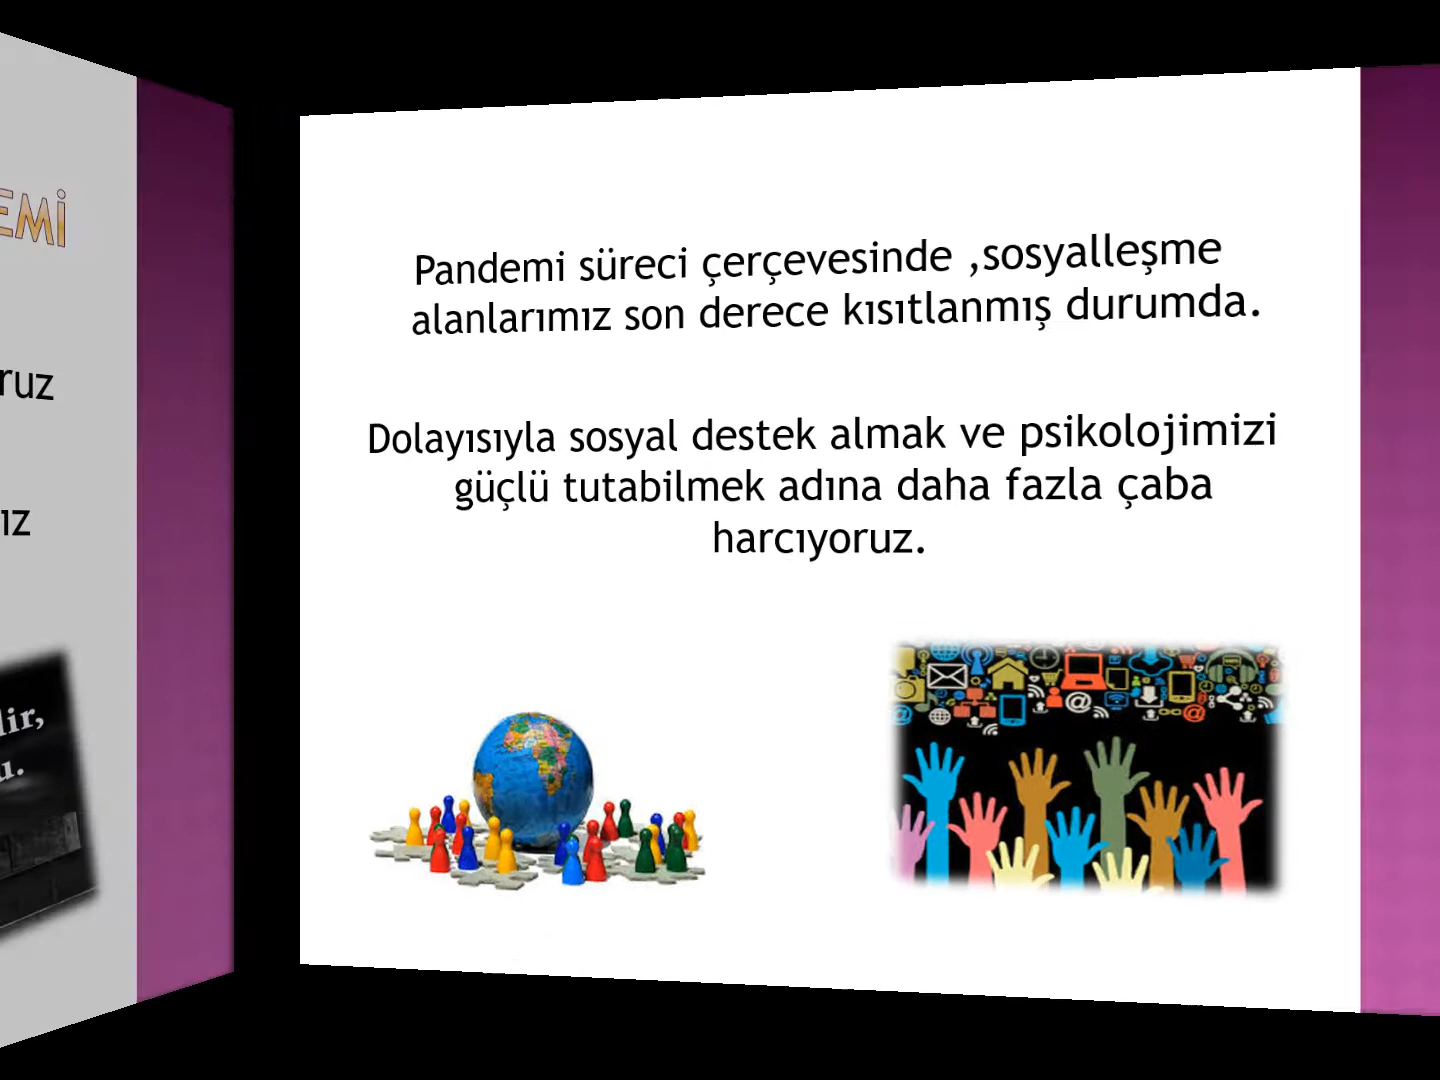 EMİ
ruz
ız
lir,
u.
Pandemi süreci çerçevesinde ,sosyalleşme
alanlarımız son derece kısıtlanmış durumda.
Dolayısıyla sosyal destek almak ve psikolojimizi
güçlü tutabilmek adına daha fazla çaba
harcıyoruz.